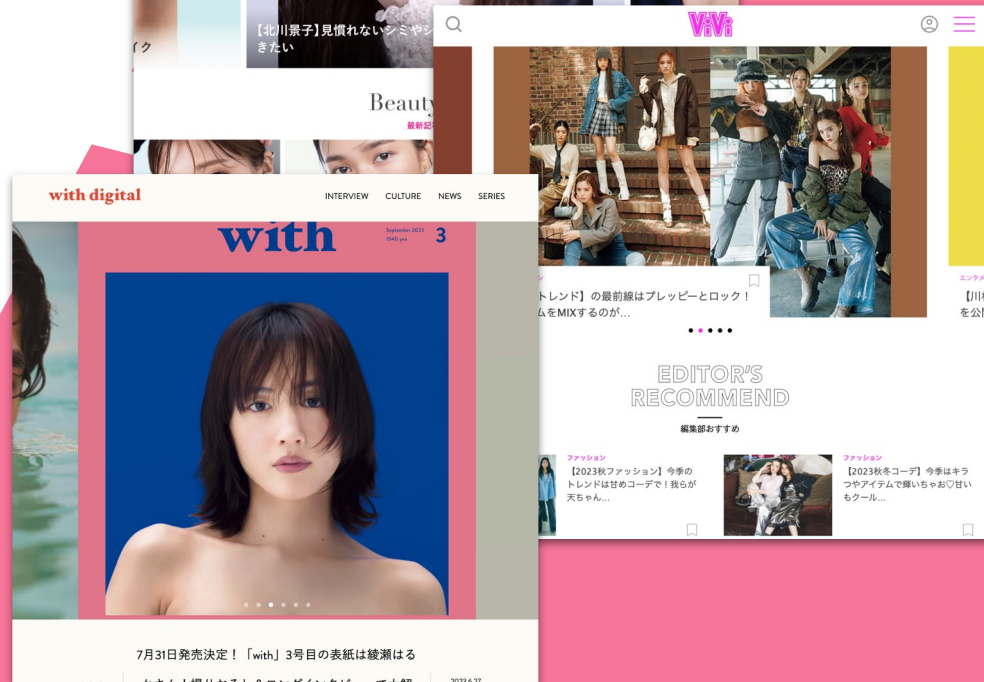 イク
【北川景子】見慣れないシミやシ
きたい
Beauty
最新記
ViVi
トレンド】の最前線はプレッピーとロック!
ムをMIXするのが…
エンタメ
【川
を公
EDITOR'S
RECOMMEND
編集部おすすめ
ファッション
【2023秋ファッション】今季の
トレンドは甘めコーデで!我らが
天ちゃん…
ファッション
【2023秋冬コーデ】今季はキラ
つやアイテムで輝いちゃお♡甘い
もクール…
with digital
INTERVIEW CULTURE NEWS SERIES
with
September 2023
1540 yen
3
7月31日発売決定!「with」3号目の表紙は綾瀬はる
2023.6.27